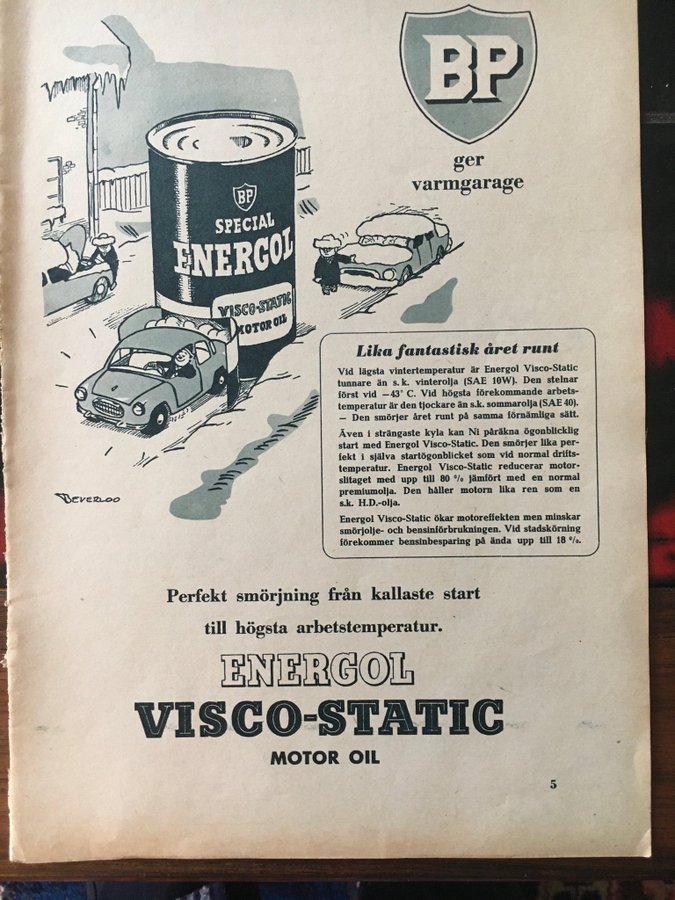 BP
ger
varmgarage
BP
SPECIAL
ENERGOL
VISCO-STATIC
MOTOR OIL
Lika fantastisk året runt
Vid lägsta vintertemperatur är Energol Visco-Static
tunnare än s. k. vinterolja (SAE 10W). Den stelnar
först vid —43° C. Vid högsta förekommande arbets-
temperatur är den tjockare än s.k. sommarolja (SAE 40).
— Den smörjer året runt på samma förnämliga sätt.
Även i strängaste kyla kan Ni påräkna ögonblicklig
start med Energol Visco-Static. Den smörjer lika per-
fekt i själva startögonblicket som vid normal drifts-
temperatur. Energol Visco-Static reducerar motor-
slitaget med upp till 80 % jämfört med en normal
premiumolja. Den håller motorn lika ren som en
s.k. H.D.-olja.
Energol Visco-Static ökar motoreffekten men minskar
smörjolje- och bensinförbrukningen. Vid stadskörning
förekommer bensinbesparing på ända upp till 18 %.
BEVERLOO
Perfekt smörjning från kallaste start
till högsta arbetstemperatur.
ENERGOL
VISCO-STATIC
MOTOR OIL
5